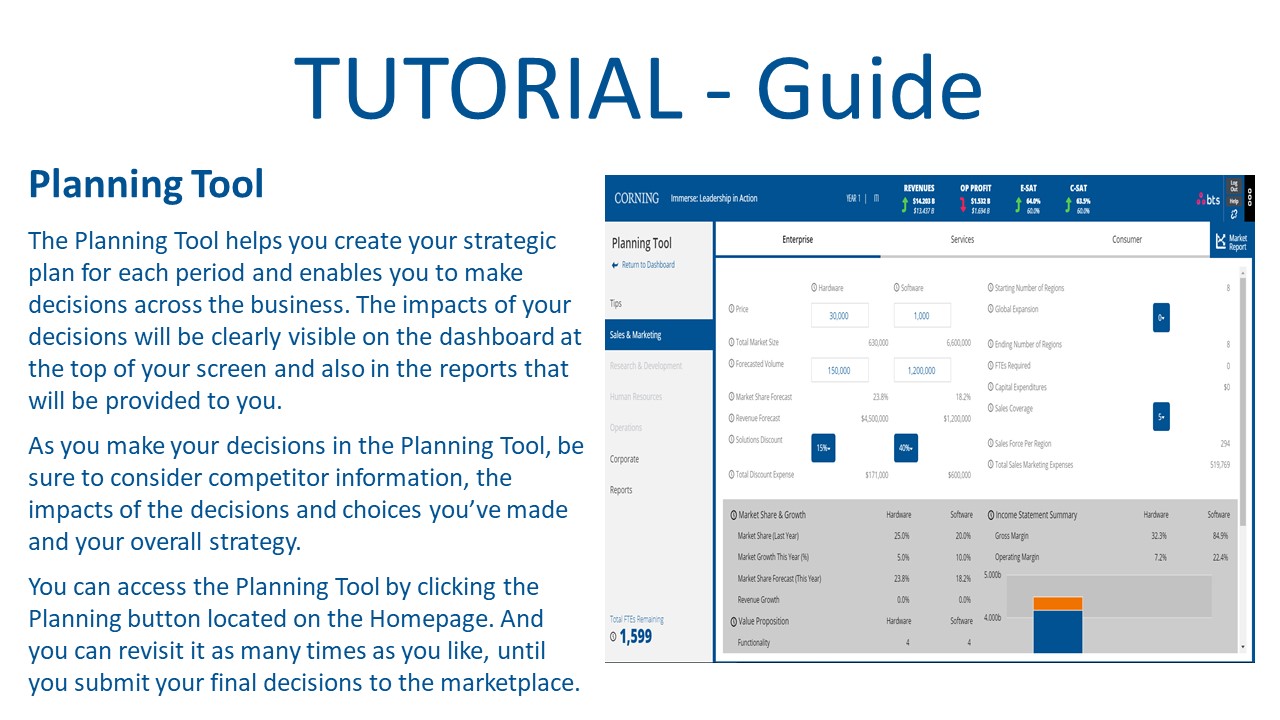 TUTORIAL - Guide
Planning Tool
The Planning Tool helps you create your strategic
plan for each period and enables you to make
decisions across the business. The impacts of your
decisions will be clearly visible on the dashboard at
the top of your screen and also in the reports that
will be provided to you.
As you make your decisions in the Planning Tool, be
sure to consider competitor information, the
impacts of the decisions and choices you’ve made
and your overall strategy.
You can access the Planning Tool by clicking the
Planning button located on the Homepage. And
you can revisit it as many times as you like, until
you submit your final decisions to the marketplace.
CORNING Immerse: Leadership in Action YEAR 1 |
REVENUES OP PROFIT E-SAT C-SAT
$14.203 B $1.532 B 64.0% 63.5%
$13.437 B $1.694 B 60.0% 60.0%
bts
Log Out
Help
Planning Tool
Return to Dashboard
Tips
Sales & Marketing
Research & Development
Human Resources
Operations
Corporate
Reports
Total FTEs Remaining
1,599
Enterprise Services Consumer
Market Report
Hardware Software
Price 30,000 1,000
Total Market Size 630,000 6,600,000
Forecasted Volume 150,000 1,200,000
Market Share Forecast 23.8% 18.2%
Revenue Forecast $4,500,000 $1,200,000
Solutions Discount 15% 40%
Total Discount Expense $171,000 $600,000
Starting Number of Regions 8
Global Expansion 0
Ending Number of Regions 8
FTEs Required 0
Capital Expenditures $0
Sales Coverage 5
Sales Force Per Region 294
Total Sales Marketing Expenses 519,769
Market Share & Growth Hardware Software
Market Share (Last Year) 25.0% 20.0%
Market Growth This Year (%) 5.0% 10.0%
Market Share Forecast (This Year) 23.8% 18.2%
Revenue Growth 0.0% 0.0%
Value Proposition Hardware Software
Functionality 4 4
Income Statement Summary Hardware Software
Gross Margin 32.3% 84.9%
Operating Margin 7.2% 22.4%
5.000b
4.000b